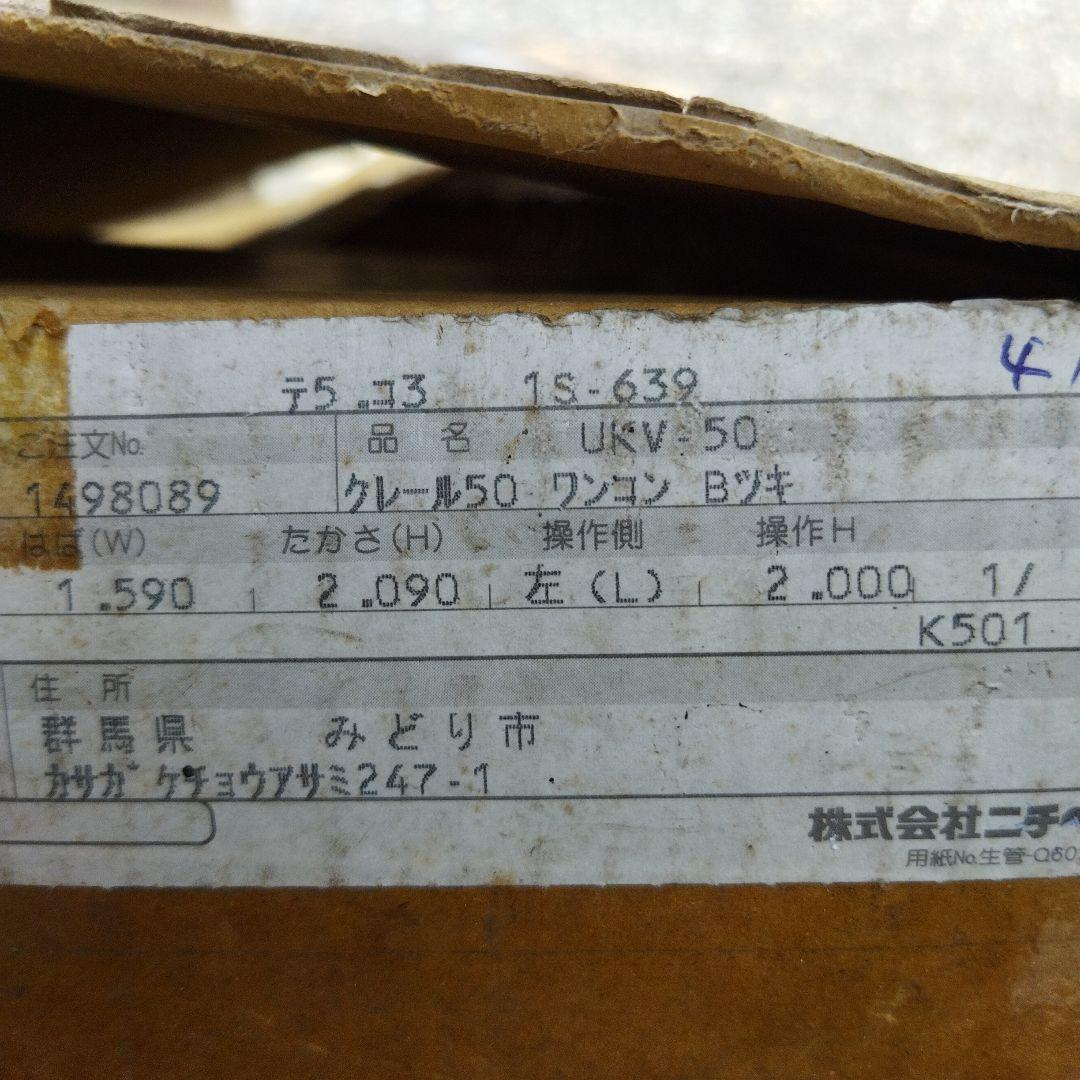 テ5.コ3 1S-639
ご注文No. 品 名 UKV-50
1498089 クレール50 ワンコン Bツキ
はば(W) たかさ(H) 操作側 操作H
1.590 2.090 左(L) 2.000 1/
K501
住 所
群馬県 みどり市
カサガケチョウアサミ247-1
株式会社ニチベ
用紙No.生管-Q60